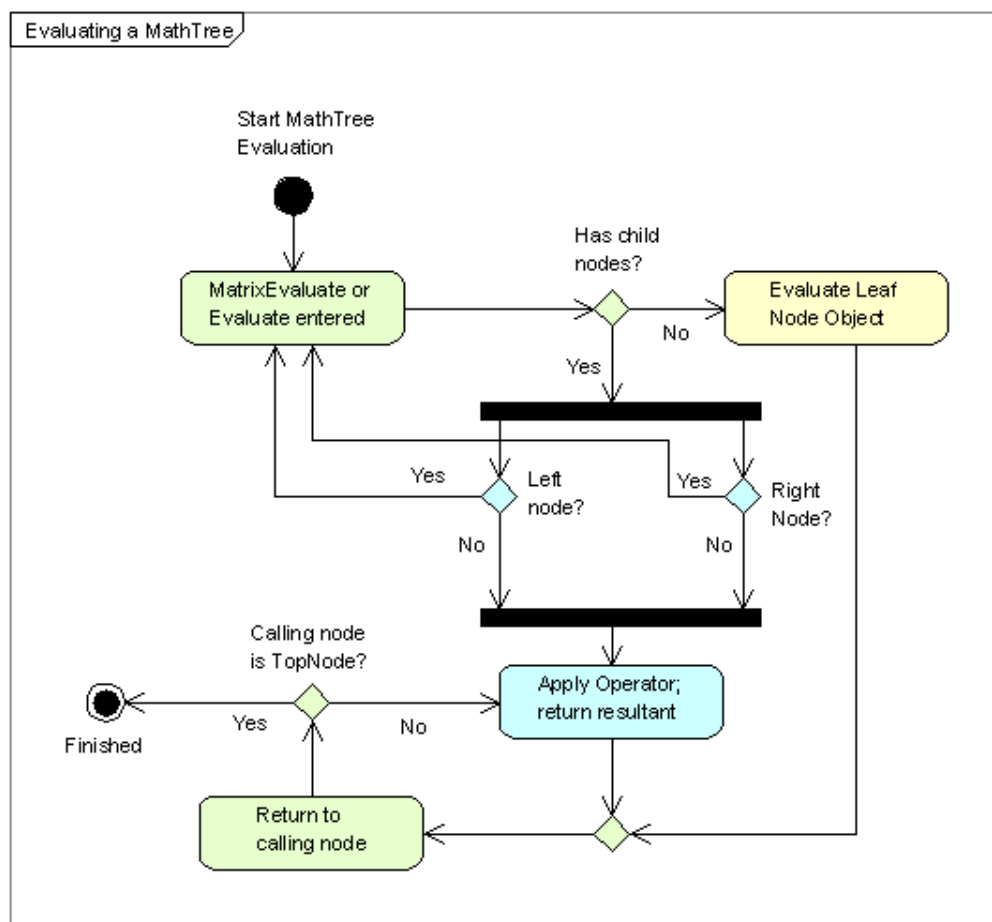 Evaluating a MathTree
Start MathTree
Evaluation
Has child
nodes?
MatrixEvaluate or
Evaluate entered
Evaluate Leaf
Node Object
No
Yes
Yes
Left
node?
Yes
Right
Node?
No
No
Calling node
is TopNode?
Apply Operator;
return resultant
Yes
No
Finished
Return to
calling node